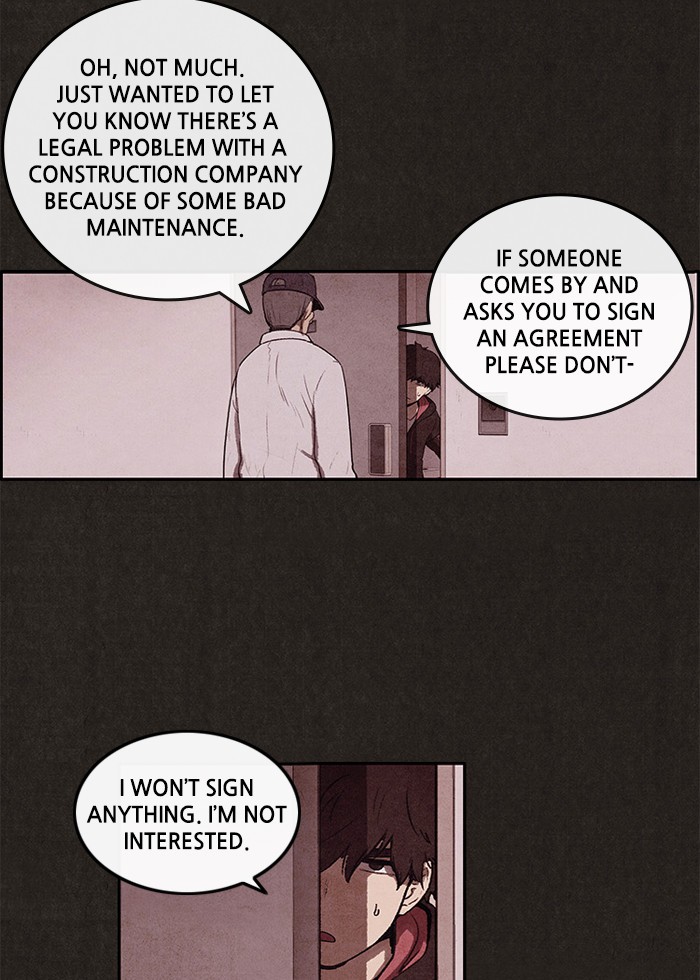 OH, NOT MUCH.
JUST WANTED TO LET
YOU KNOW THERE'S A
LEGAL PROBLEM WITH A
CONSTRUCTION COMPANY
BECAUSE OF SOME BAD
MAINTENANCE.
IF SOMEONE
COMES BY AND
ASKS YOU TO SIGN
AN AGREEMENT
PLEASE DON'T-
I WON'T SIGN
ANYTHING. I'M NOT
INTERESTED.